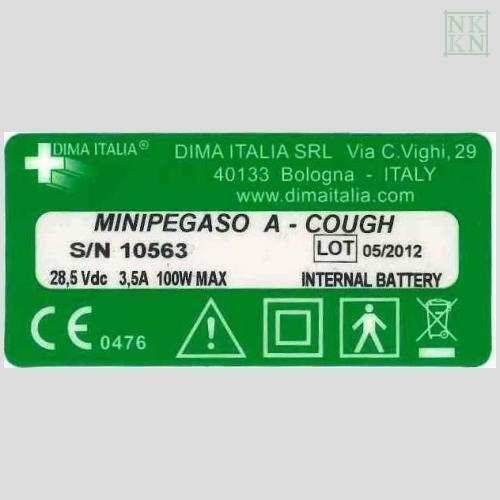 NK
KN
DIMA ITALIA®
DIMA ITALIA SRL Via C.Vighi, 29
40133 Bologna - ITALY
www.dimaitalia.com
MINIPEGASO A - COUGH
S/N 10563 LOT 05/2012
28,5 Vdc 3,5A 100W MAX INTERNAL BATTERY
CE 0476